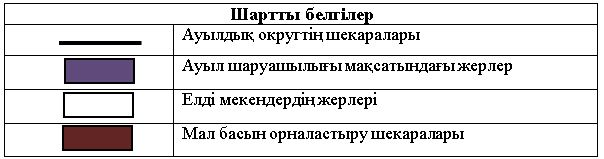 Шартты белгілер
Ауылдық округтің шекаралары
Ауыл шаруашылығы мақсатындағы жерлер
Елді мекендердің жерлері
Мал басын орналастыру шекаралары